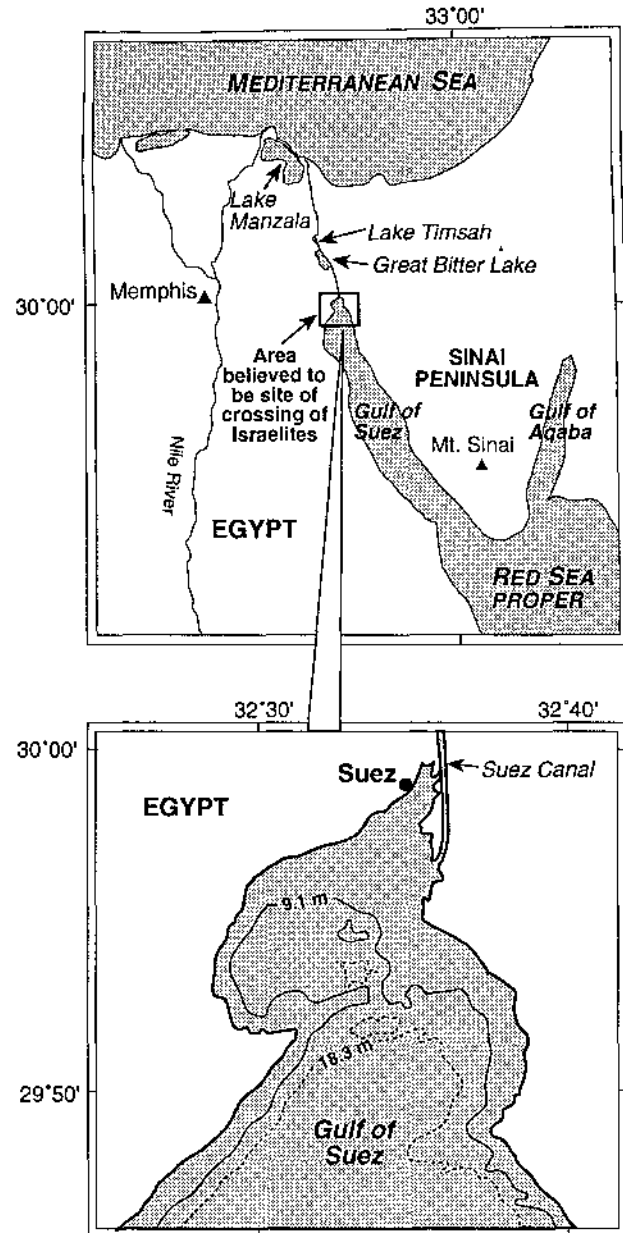 33°00'
MEDITERRANEAN SEA
Lake
Manzala
Lake Timsah
Great Bitter Lake
30°00'
Memphis
Area
believed to
be site of
crossing of
Israelites
SINAI
PENINSULA
Gulf of
Suez
Gulf of
Aqaba
Mt. Sinai
Nile River
EGYPT
RED SEA
PROPER
32°30'
32°40'
30°00'
Suez
Suez Canal
EGYPT
9.1 m
18.3 m
29°50'
Gulf of
Suez